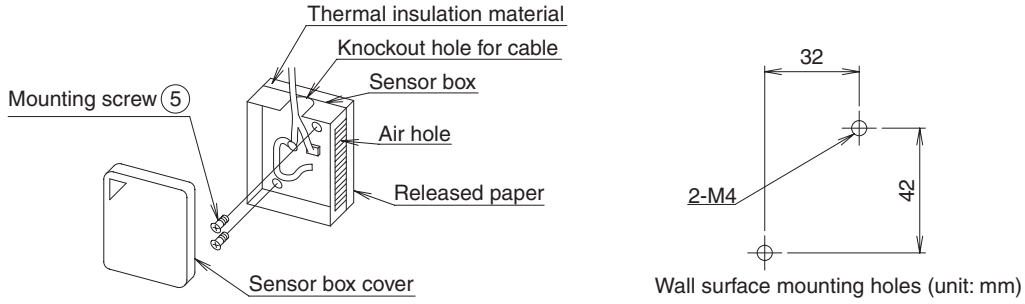 Thermal insulation material
Knockout hole for cable
Sensor box
Mounting screw ⑤
Air hole
Released paper
Sensor box cover
32
42
2-M4
Wall surface mounting holes (unit: mm)